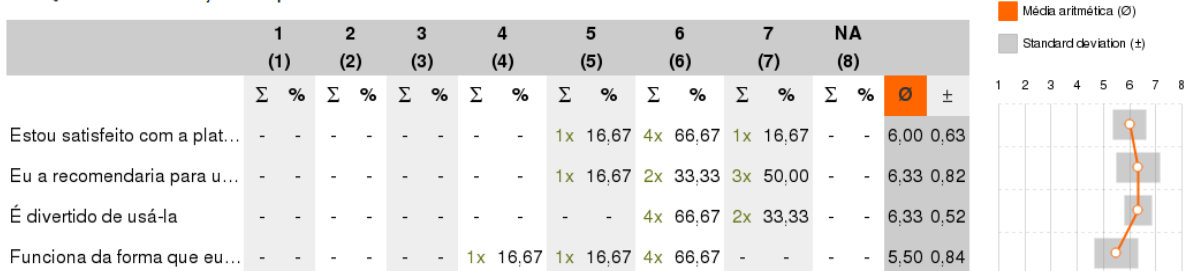 Média aritmética (Ø)
Standard deviation (±)
1 2 3 4 5 6 7 NA
(1) (2) (3) (4) (5) (6) (7) (8)
Σ % Σ % Σ % Σ % Σ % Σ % Σ % Σ % Ø ±
1 2 3 4 5 6 7 8
Estou satisfeito com a plat... - - - - - - - - 1x 16,67 4x 66,67 1x 16,67 - - 6,00 0,63
Eu a recomendaria para u... - - - - - - - - 1x 16,67 2x 33,33 3x 50,00 - - 6,33 0,82
É divertido de usá-la - - - - - - - - - - 4x 66,67 2x 33,33 - - 6,33 0,52
Funciona da forma que eu... - - - - - - 1x 16,67 1x 16,67 4x 66,67 - - - - 5,50 0,84